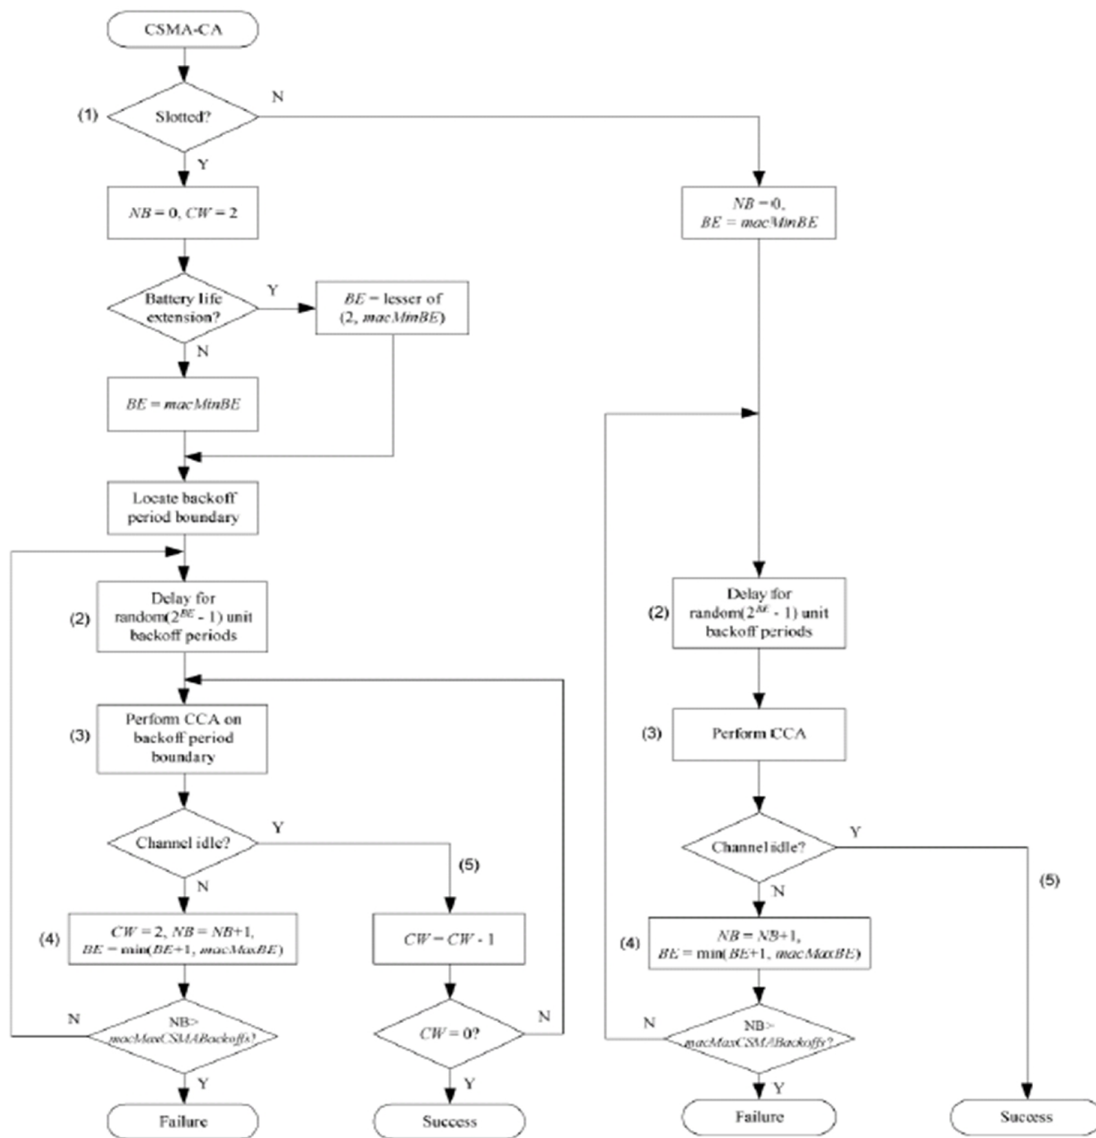 CSMA-CA
(1)
Slotted?
N
Y
NB = 0, CW = 2
Battery life
extension?
Y
BE = lesser of
(2, macMinBE)
N
BE = macMinBE
Locate backoff
period boundary
(2)
Delay for
random(2^BE - 1) unit
backoff periods
(3)
Perform CCA on
backoff period
boundary
Channel idle?
Y
(5)
N
(4)
CW = 2, NB = NB+1,
BE = min(BE+1, macMaxBE)
CW = CW - 1
N
NB>
macMaxCSMABackoffs?
CW = 0?
N
Y
Y
Failure
Success
NB = 0,
BE = macMinBE
(2)
Delay for
random(2^BE - 1) unit
backoff periods
(3)
Perform CCA
Channel idle?
Y
(5)
N
(4)
NB = NB+1,
BE = min(BE+1, macMaxBE)
N
NB>
macMaxCSMABackoffs?
Y
Failure
Success